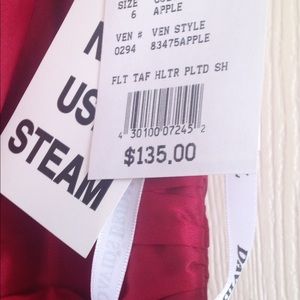 SIZE
6 APPLE
VEN # VEN STYLE
0294 83475APPLE
FLT TAF HLTR PLTD SH
4 30100 07245 2
$135.00
STEAM